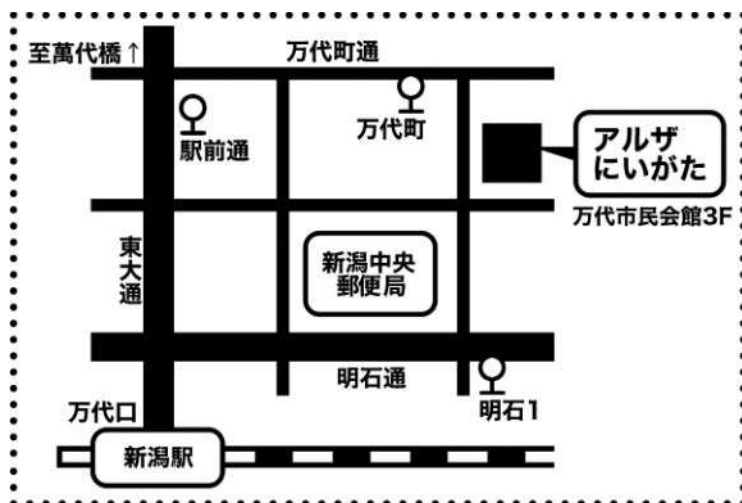 至萬代橋↑
万代町通
駅前通
万代町
アルザ
にいがた
万代市民会館3F
東大通
新潟中央
郵便局
明石通
明石1
万代口
新潟駅